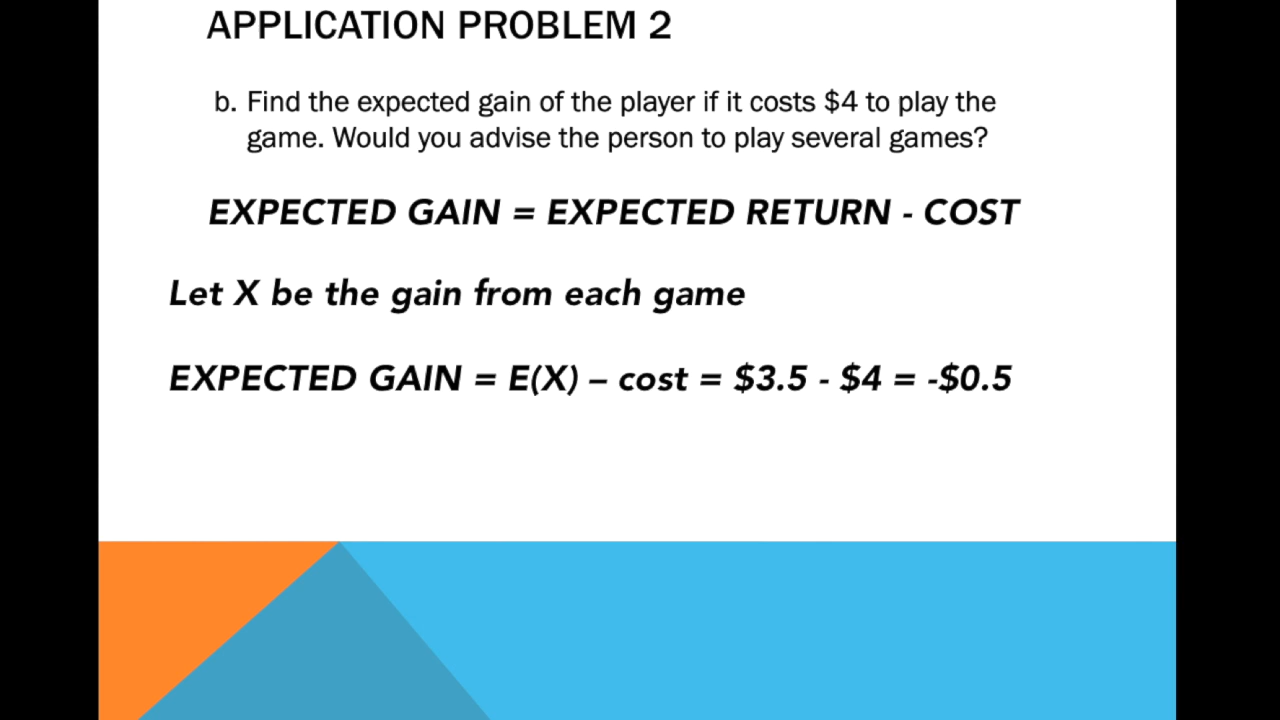 APPLICATION PROBLEM 2
b. Find the expected gain of the player if it costs $4 to play the
game. Would you advise the person to play several games?
EXPECTED GAIN = EXPECTED RETURN - COST
Let X be the gain from each game
EXPECTED GAIN = E(X) – cost = $3.5 - $4 = -$0.5